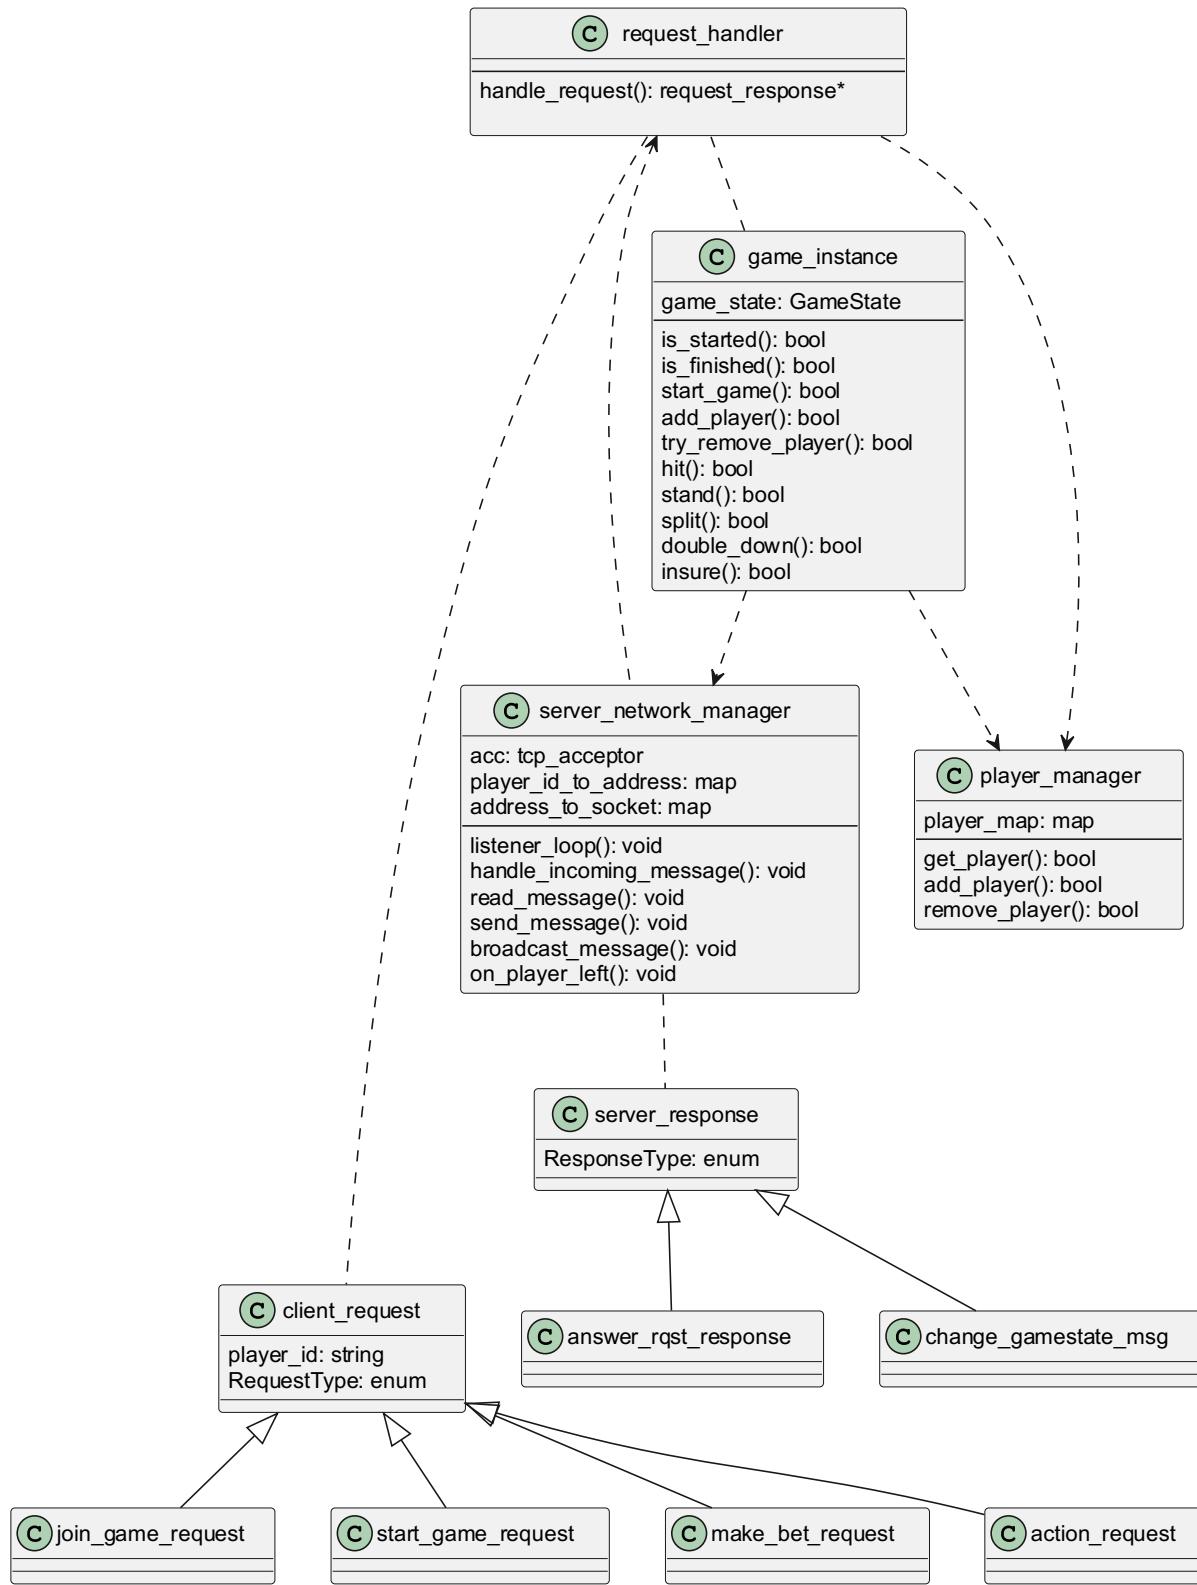 C request_handler
handle_request(): request_response*
C game_instance
game_state: GameState
is_started(): bool
is_finished(): bool
start_game(): bool
add_player(): bool
try_remove_player(): bool
hit(): bool
stand(): bool
split(): bool
double_down(): bool
insure(): bool
C server_network_manager
acc: tcp_acceptor
player_id_to_address: map
address_to_socket: map
listener_loop(): void
handle_incoming_message(): void
read_message(): void
send_message(): void
broadcast_message(): void
on_player_left(): void
C player_manager
player_map: map
get_player(): bool
add_player(): bool
remove_player(): bool
C server_response
ResponseType: enum
C client_request
player_id: string
RequestType: enum
C answer_rqst_response
C change_gamestate_msg
C join_game_request
C start_game_request
C make_bet_request
C action_request